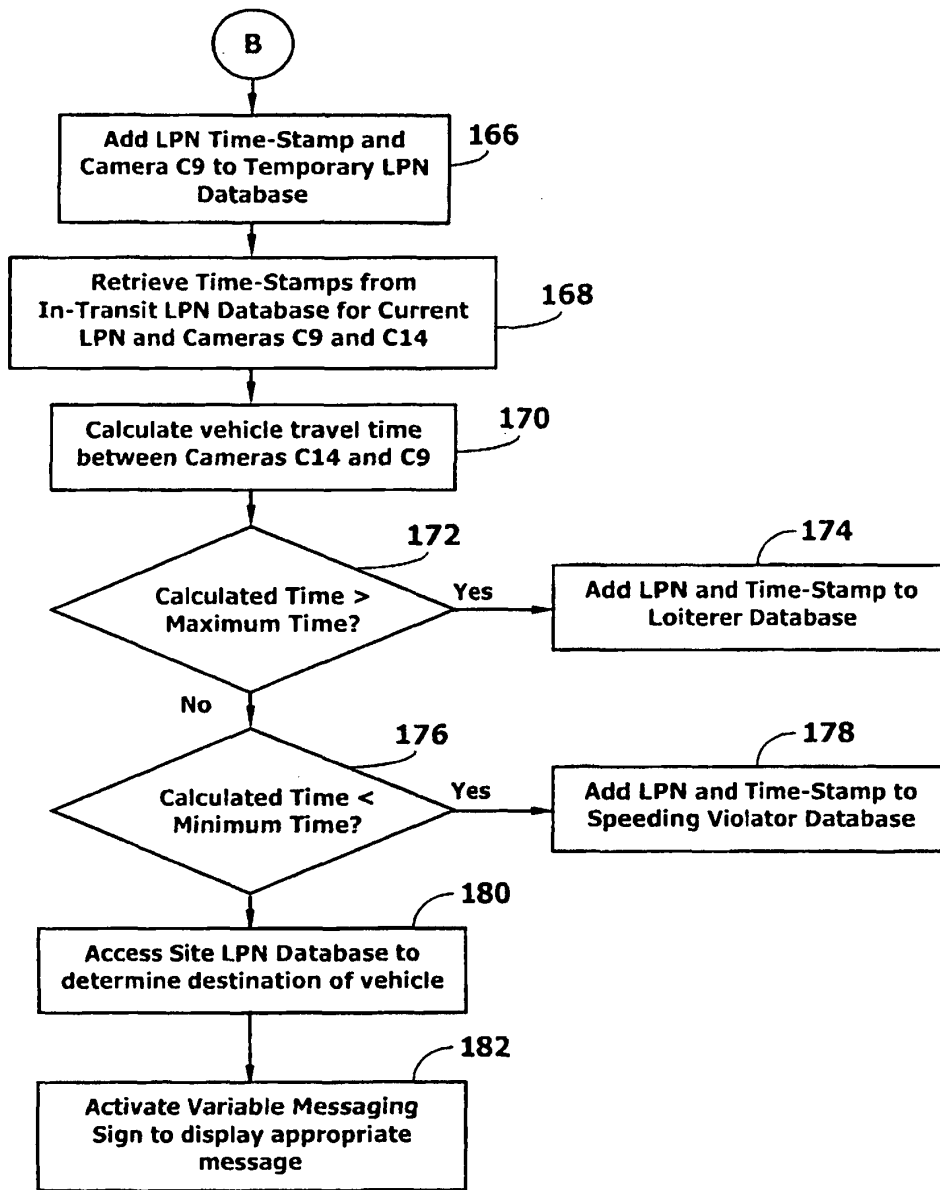 B
Add LPN Time-Stamp and
Camera C9 to Temporary LPN
Database
166
Retrieve Time-Stamps from
In-Transit LPN Database for Current
LPN and Cameras C9 and C14
168
Calculate vehicle travel time
between Cameras C14 and C9
170
172
Calculated Time >
Maximum Time?
Yes
174
Add LPN and Time-Stamp to
Loiterer Database
No
176
Calculated Time <
Minimum Time?
Yes
178
Add LPN and Time-Stamp to
Speeding Violator Database
180
Access Site LPN Database to
determine destination of vehicle
182
Activate Variable Messaging
Sign to display appropriate
message